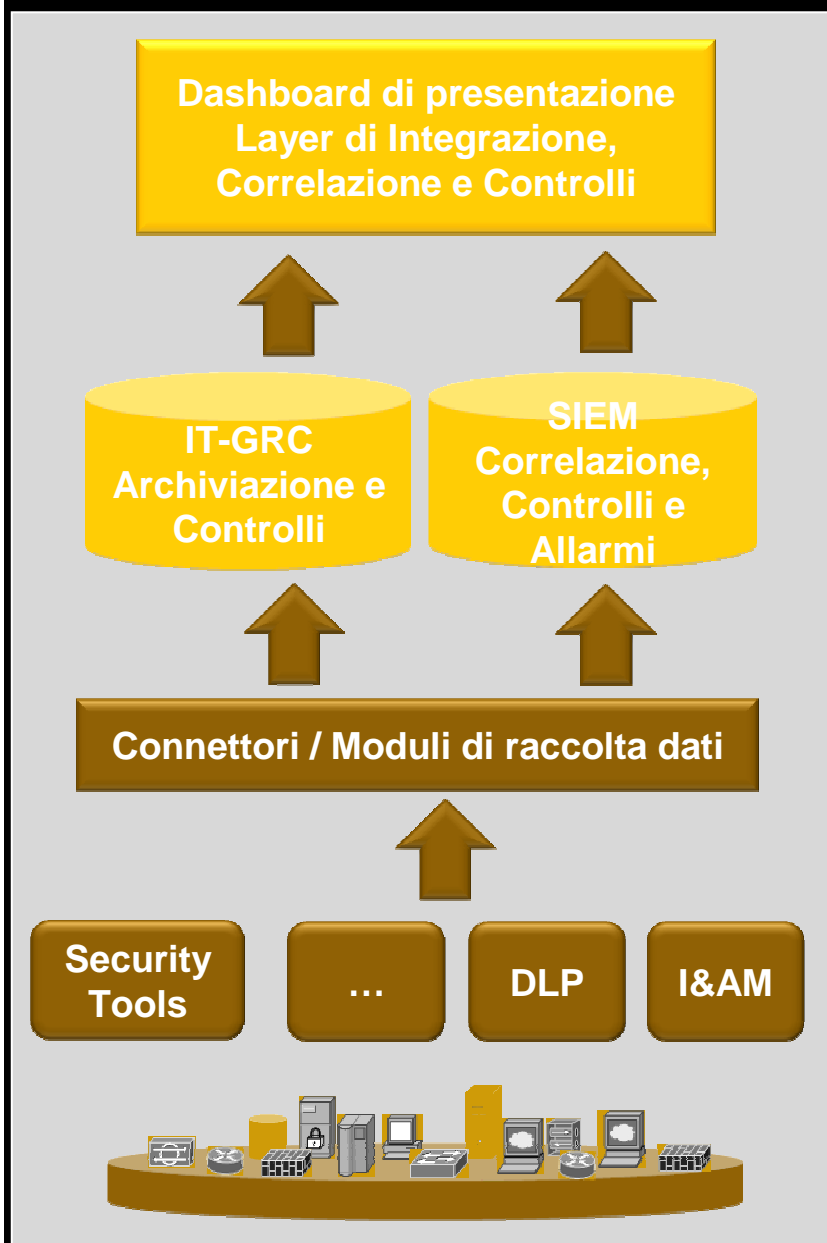 Dashboard di presentazione
Layer di Integrazione,
Correlazione e Controlli
IT-GRC
Archiviazione e
Controlli
SIEM
Correlazione,
Controlli e
Allarmi
Connettori / Moduli di raccolta dati
Security
Tools
…
DLP
I&AM